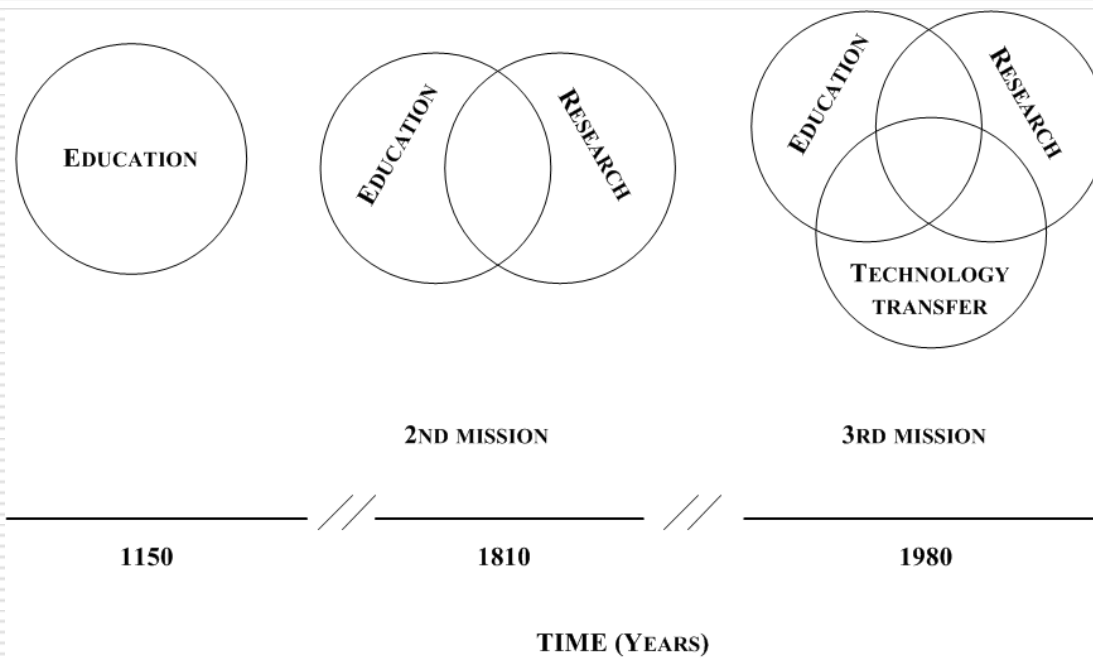 EDUCATION
EDUCATION
RESEARCH
EDUCATION
RESEARCH
TECHNOLOGY
TRANSFER
2ND MISSION
3RD MISSION
1150
1810
1980
TIME (YEARS)